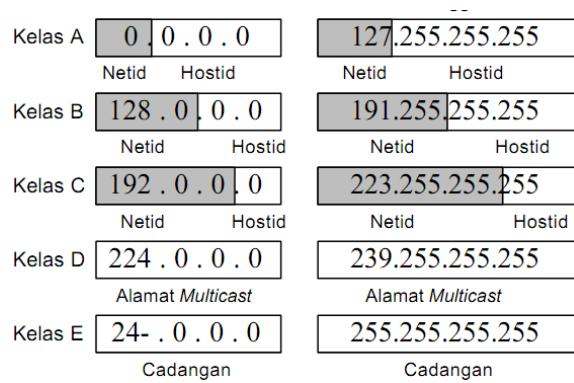 Kelas A 0 . 0 . 0 . 0 127.255.255.255
Netid Hostid Netid Hostid
Kelas B 128 . 0 . 0 . 0 191.255.255.255
Netid Hostid Netid Hostid
Kelas C 192 . 0 . 0 . 0 223.255.255.255
Netid Hostid Netid Hostid
Kelas D 224 . 0 . 0 . 0 239.255.255.255
Alamat Multicast Alamat Multicast
Kelas E 24- . 0 . 0 . 0 255.255.255.255
Cadangan Cadangan